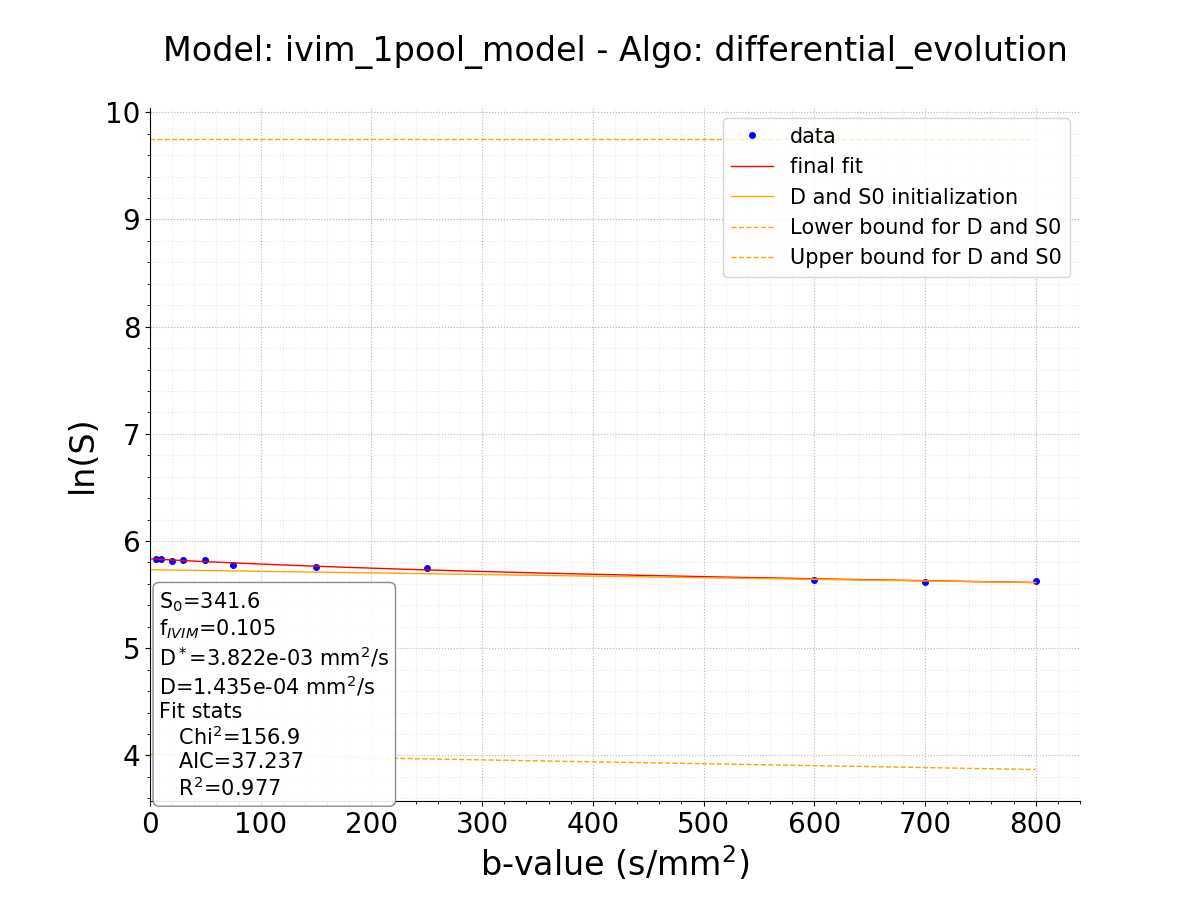 Model: ivim_1pool_model - Algo: differential_evolution
10
9
8
7
6
5
4
ln(S)
data
final fit
D and S0 initialization
Lower bound for D and S0
Upper bound for D and S0
S₀=341.6
f_IVIM=0.105
D*=3.822e-03 mm²/s
D=1.435e-04 mm²/s
Fit stats
Chi²=156.9
AIC=37.237
R²=0.977
0 100 200 300 400 500 600 700 800
b-value (s/mm²)